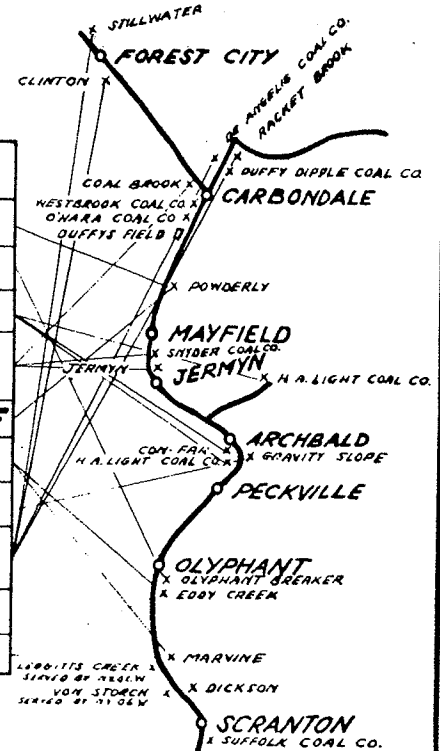 STILLWATER
FOREST CITY
CLINTON
DE ANGELIS COAL CO.
RACKET BROOK
DUFFY DIPPLE COAL CO
COAL BROOK
CARBONDALE
WESTBROOK COAL CO.
O'HARA COAL CO
DUFFYS FIELD
POWDERLY
MAYFIELD
SNYDER COAL CO.
JERMYN
JERMYN
H.A. LIGHT COAL CO.
ARCHBALD
CON-FAR
GRAVITY SLOPE
H A. LIGHT COAL CO.
PECKVILLE
OLYPHANT
OLYPHANT BREAKER
EDDY CREEK
MARVINE
LEGGITTS CREEK
SERVED BY
VON STORCH
SERVED BY
DICKSON
SCRANTON
SUFFOLK COAL CO.